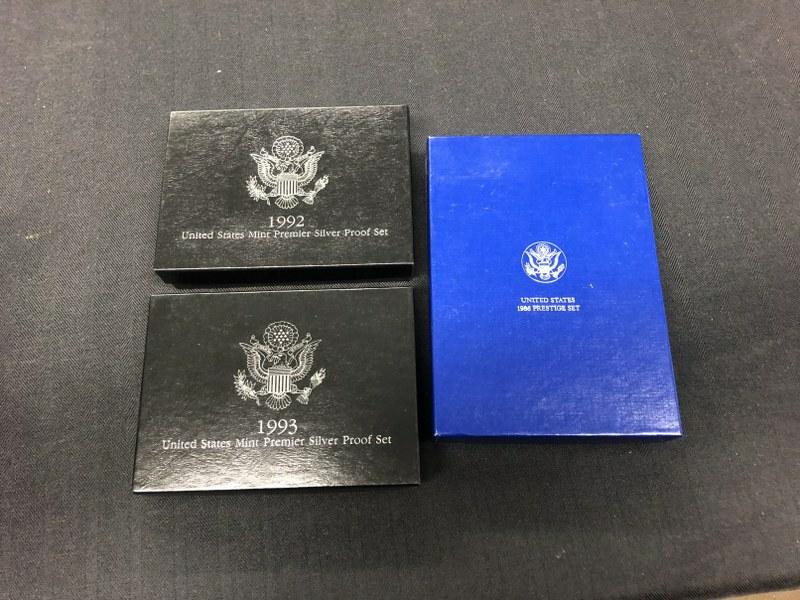 1992
United States Mint Premier Silver Proof Set
1993
United States Mint Premier Silver Proof Set
UNITED STATES
1986 PRESTIGE SET